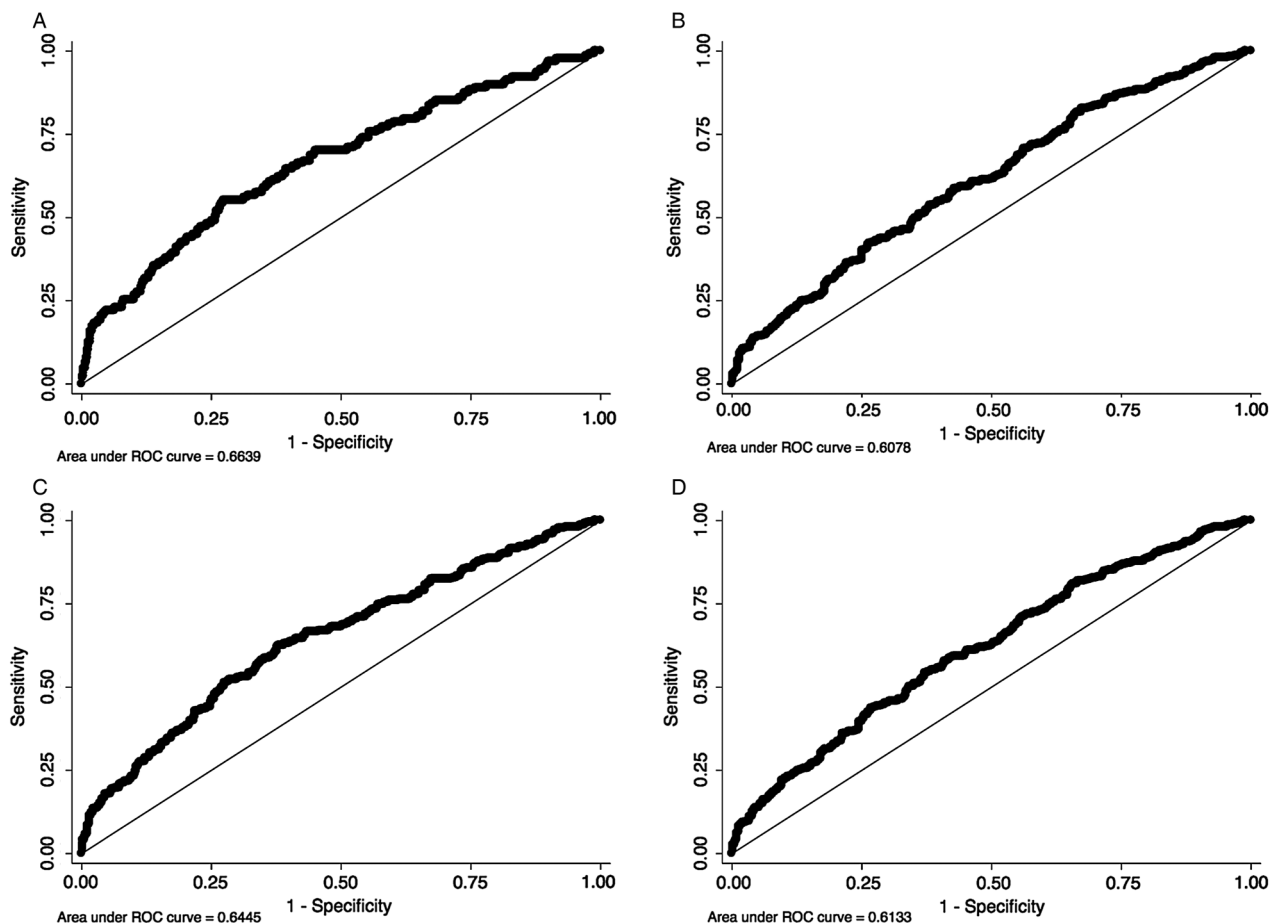 A
Sensitivity
1.00
0.75
0.50
0.25
0.00
0.00 0.25 0.50 0.75 1.00
1 - Specificity
Area under ROC curve = 0.6639
B
Sensitivity
1.00
0.75
0.50
0.25
0.00
0.00 0.25 0.50 0.75 1.00
1 - Specificity
Area under ROC curve = 0.6078
C
Sensitivity
1.00
0.75
0.50
0.25
0.00
0.00 0.25 0.50 0.75 1.00
1 - Specificity
Area under ROC curve = 0.6445
D
Sensitivity
1.00
0.75
0.50
0.25
0.00
0.00 0.25 0.50 0.75 1.00
1 - Specificity
Area under ROC curve = 0.6133